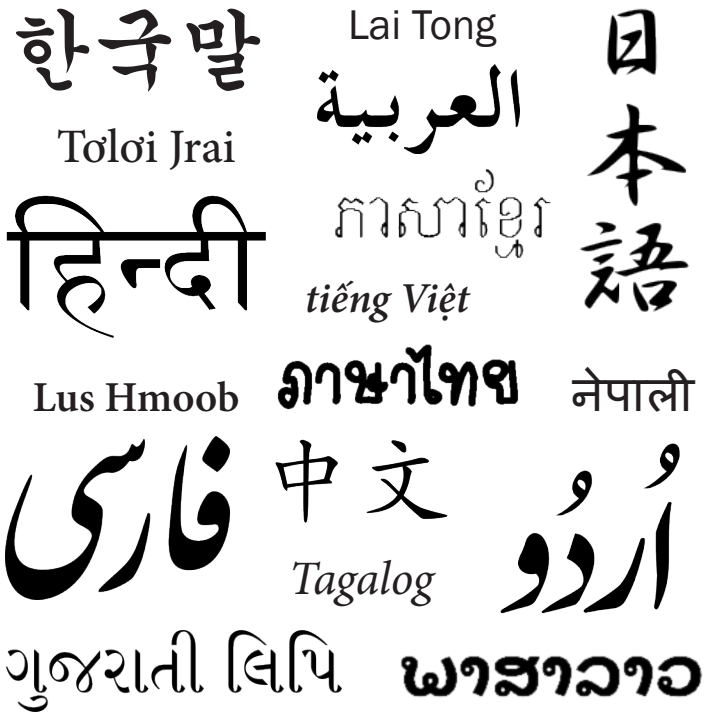 한국말
Lai Tong
日本語
العربية
Tơlơi Jrai
ភាសាខ្មែរ
हिन्दी
tiếng Việt
ภาษาไทย
नेपाली
Lus Hmoob
فارسی
中文
اُردُو
Tagalog
ગુજરાતી લિપિ
ພາສາລາວ